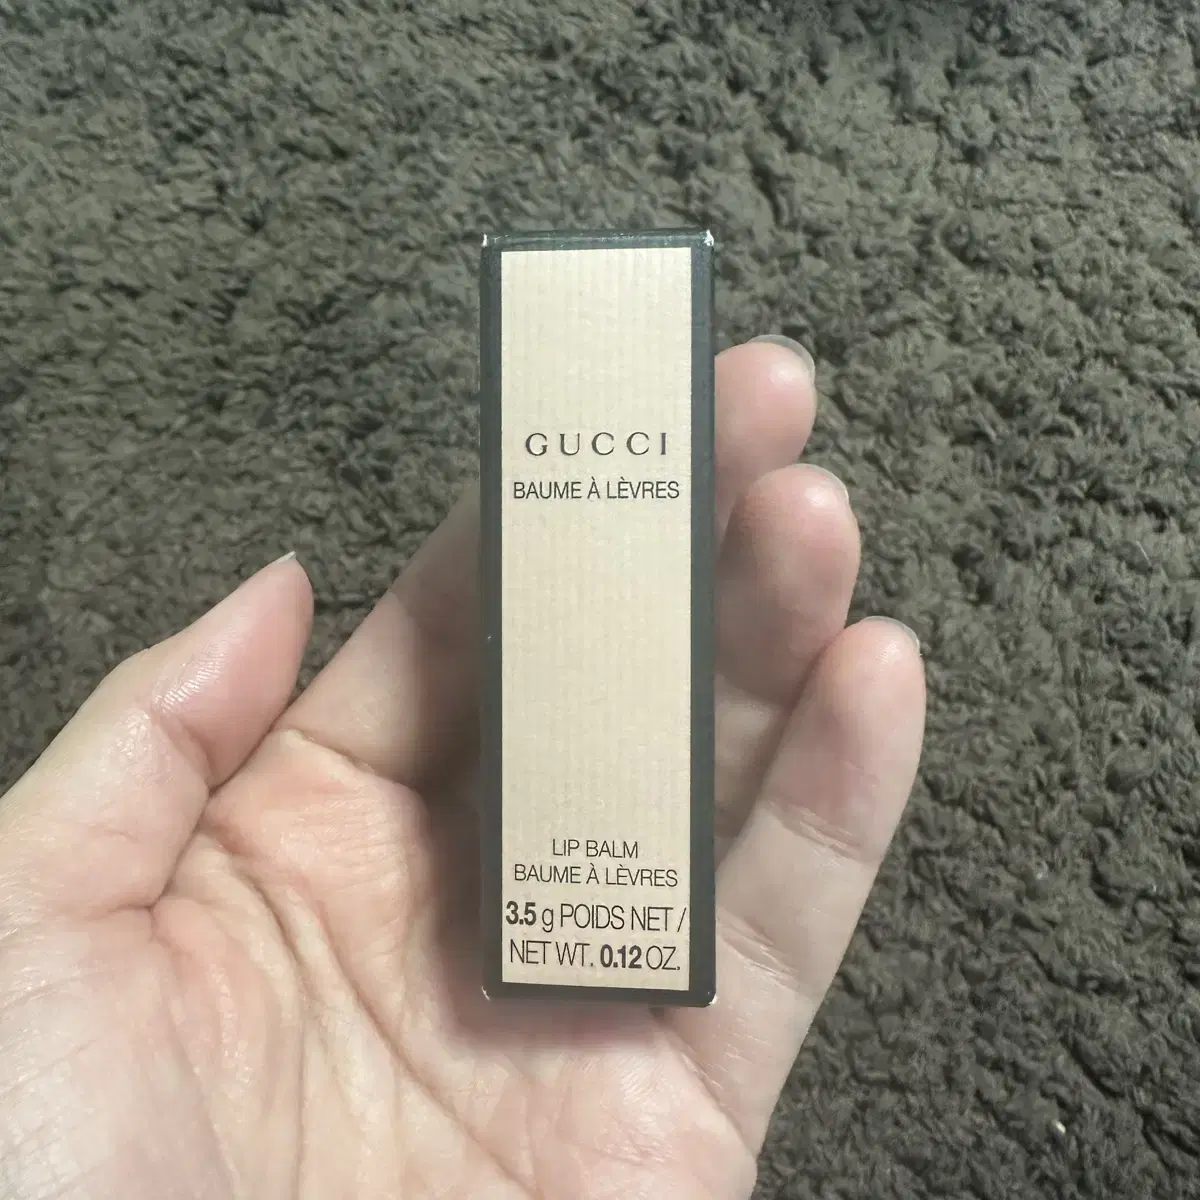 GUCCI
BAUME À LÈVRES
LIP BALM
BAUME À LÈVRES
3.5 g POIDS NET /
NET WT. 0.12 OZ.